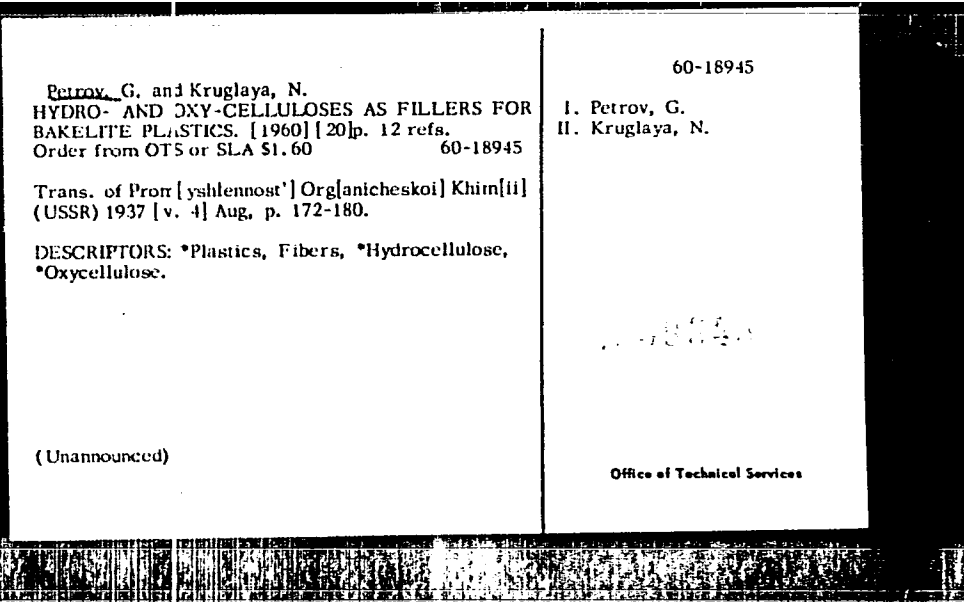 Petrov, G. and Kruglaya, N.
HYDRO- AND OXY-CELLULOSES AS FILLERS FOR
BAKELITE PLASTICS. [1960] [20]p. 12 refs.
Order from OTS or SLA $1.60 60-18945
Trans. of Prom[yshlennost'] Org[anicheskoi] Khim[ii]
(USSR) 1937 [v. 4] Aug, p. 172-180.
DESCRIPTORS: *Plastics, Fibers, *Hydrocellulose,
*Oxycellulose.
(Unannounced)
60-18945
I. Petrov, G.
II. Kruglaya, N.
Office of Technical Services